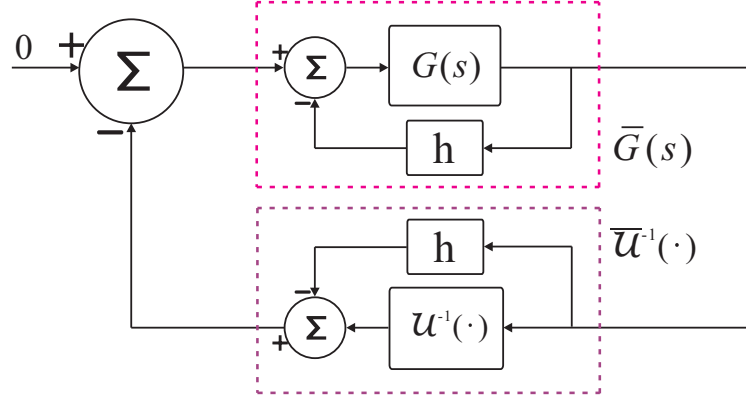 0 + Σ −
+ Σ − G(s)
h
G̅(s)
h
U̅⁻¹(·)
− Σ + U⁻¹(·)